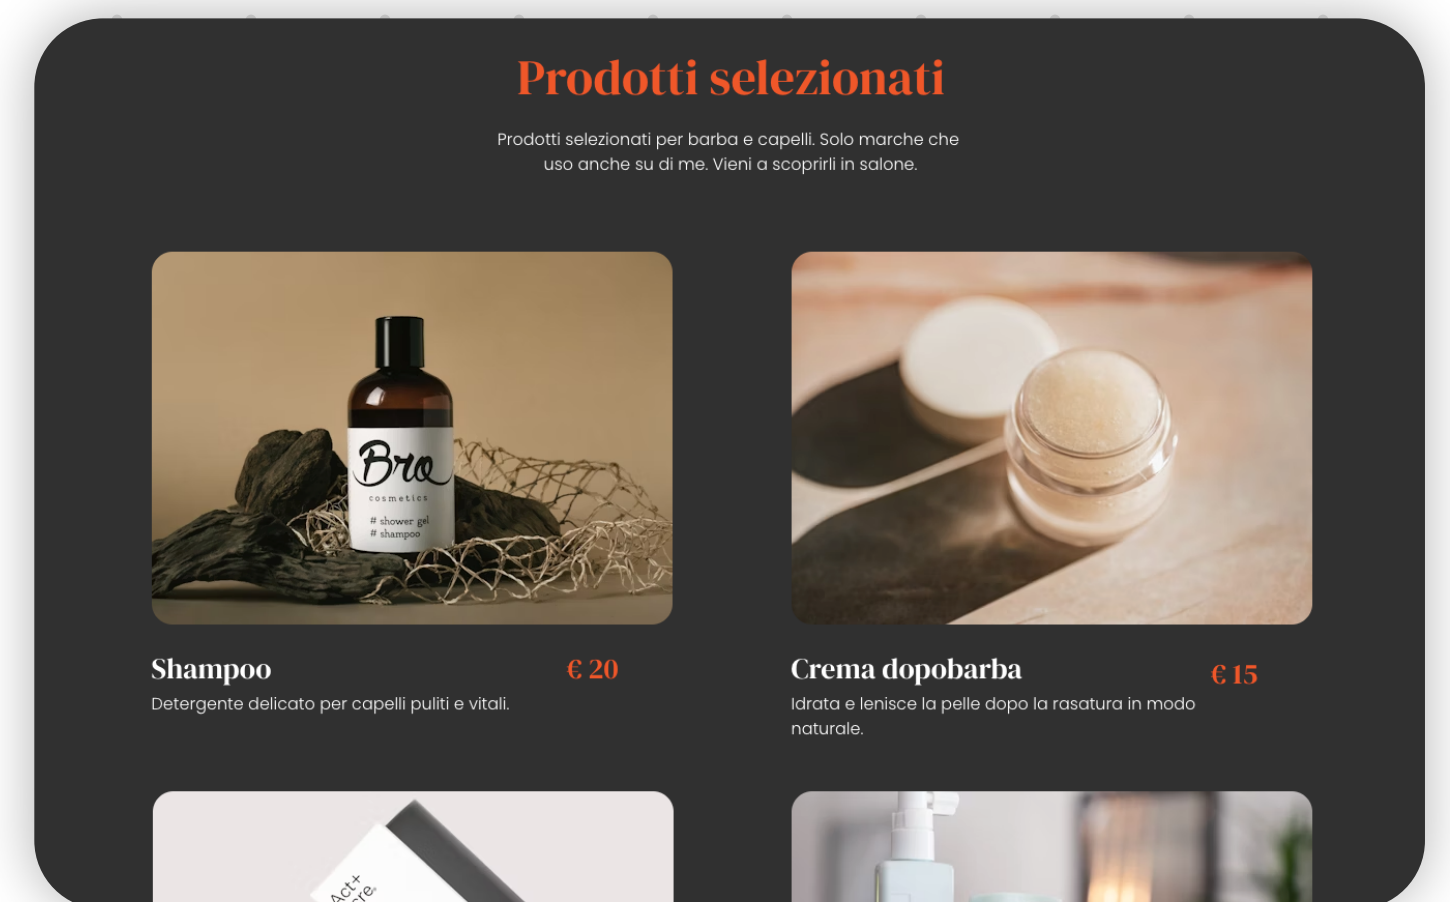 Prodotti selezionati
Prodotti selezionati per barba e capelli. Solo marche che
uso anche su di me. Vieni a scoprirli in salone.
Bro
cosmetics
# shower gel
# shampoo
Shampoo
€ 20
Detergente delicato per capelli puliti e vitali.
Crema dopobarba
€ 15
Idrata e lenisce la pelle dopo la rasatura in modo
naturale.
Act+
cre.